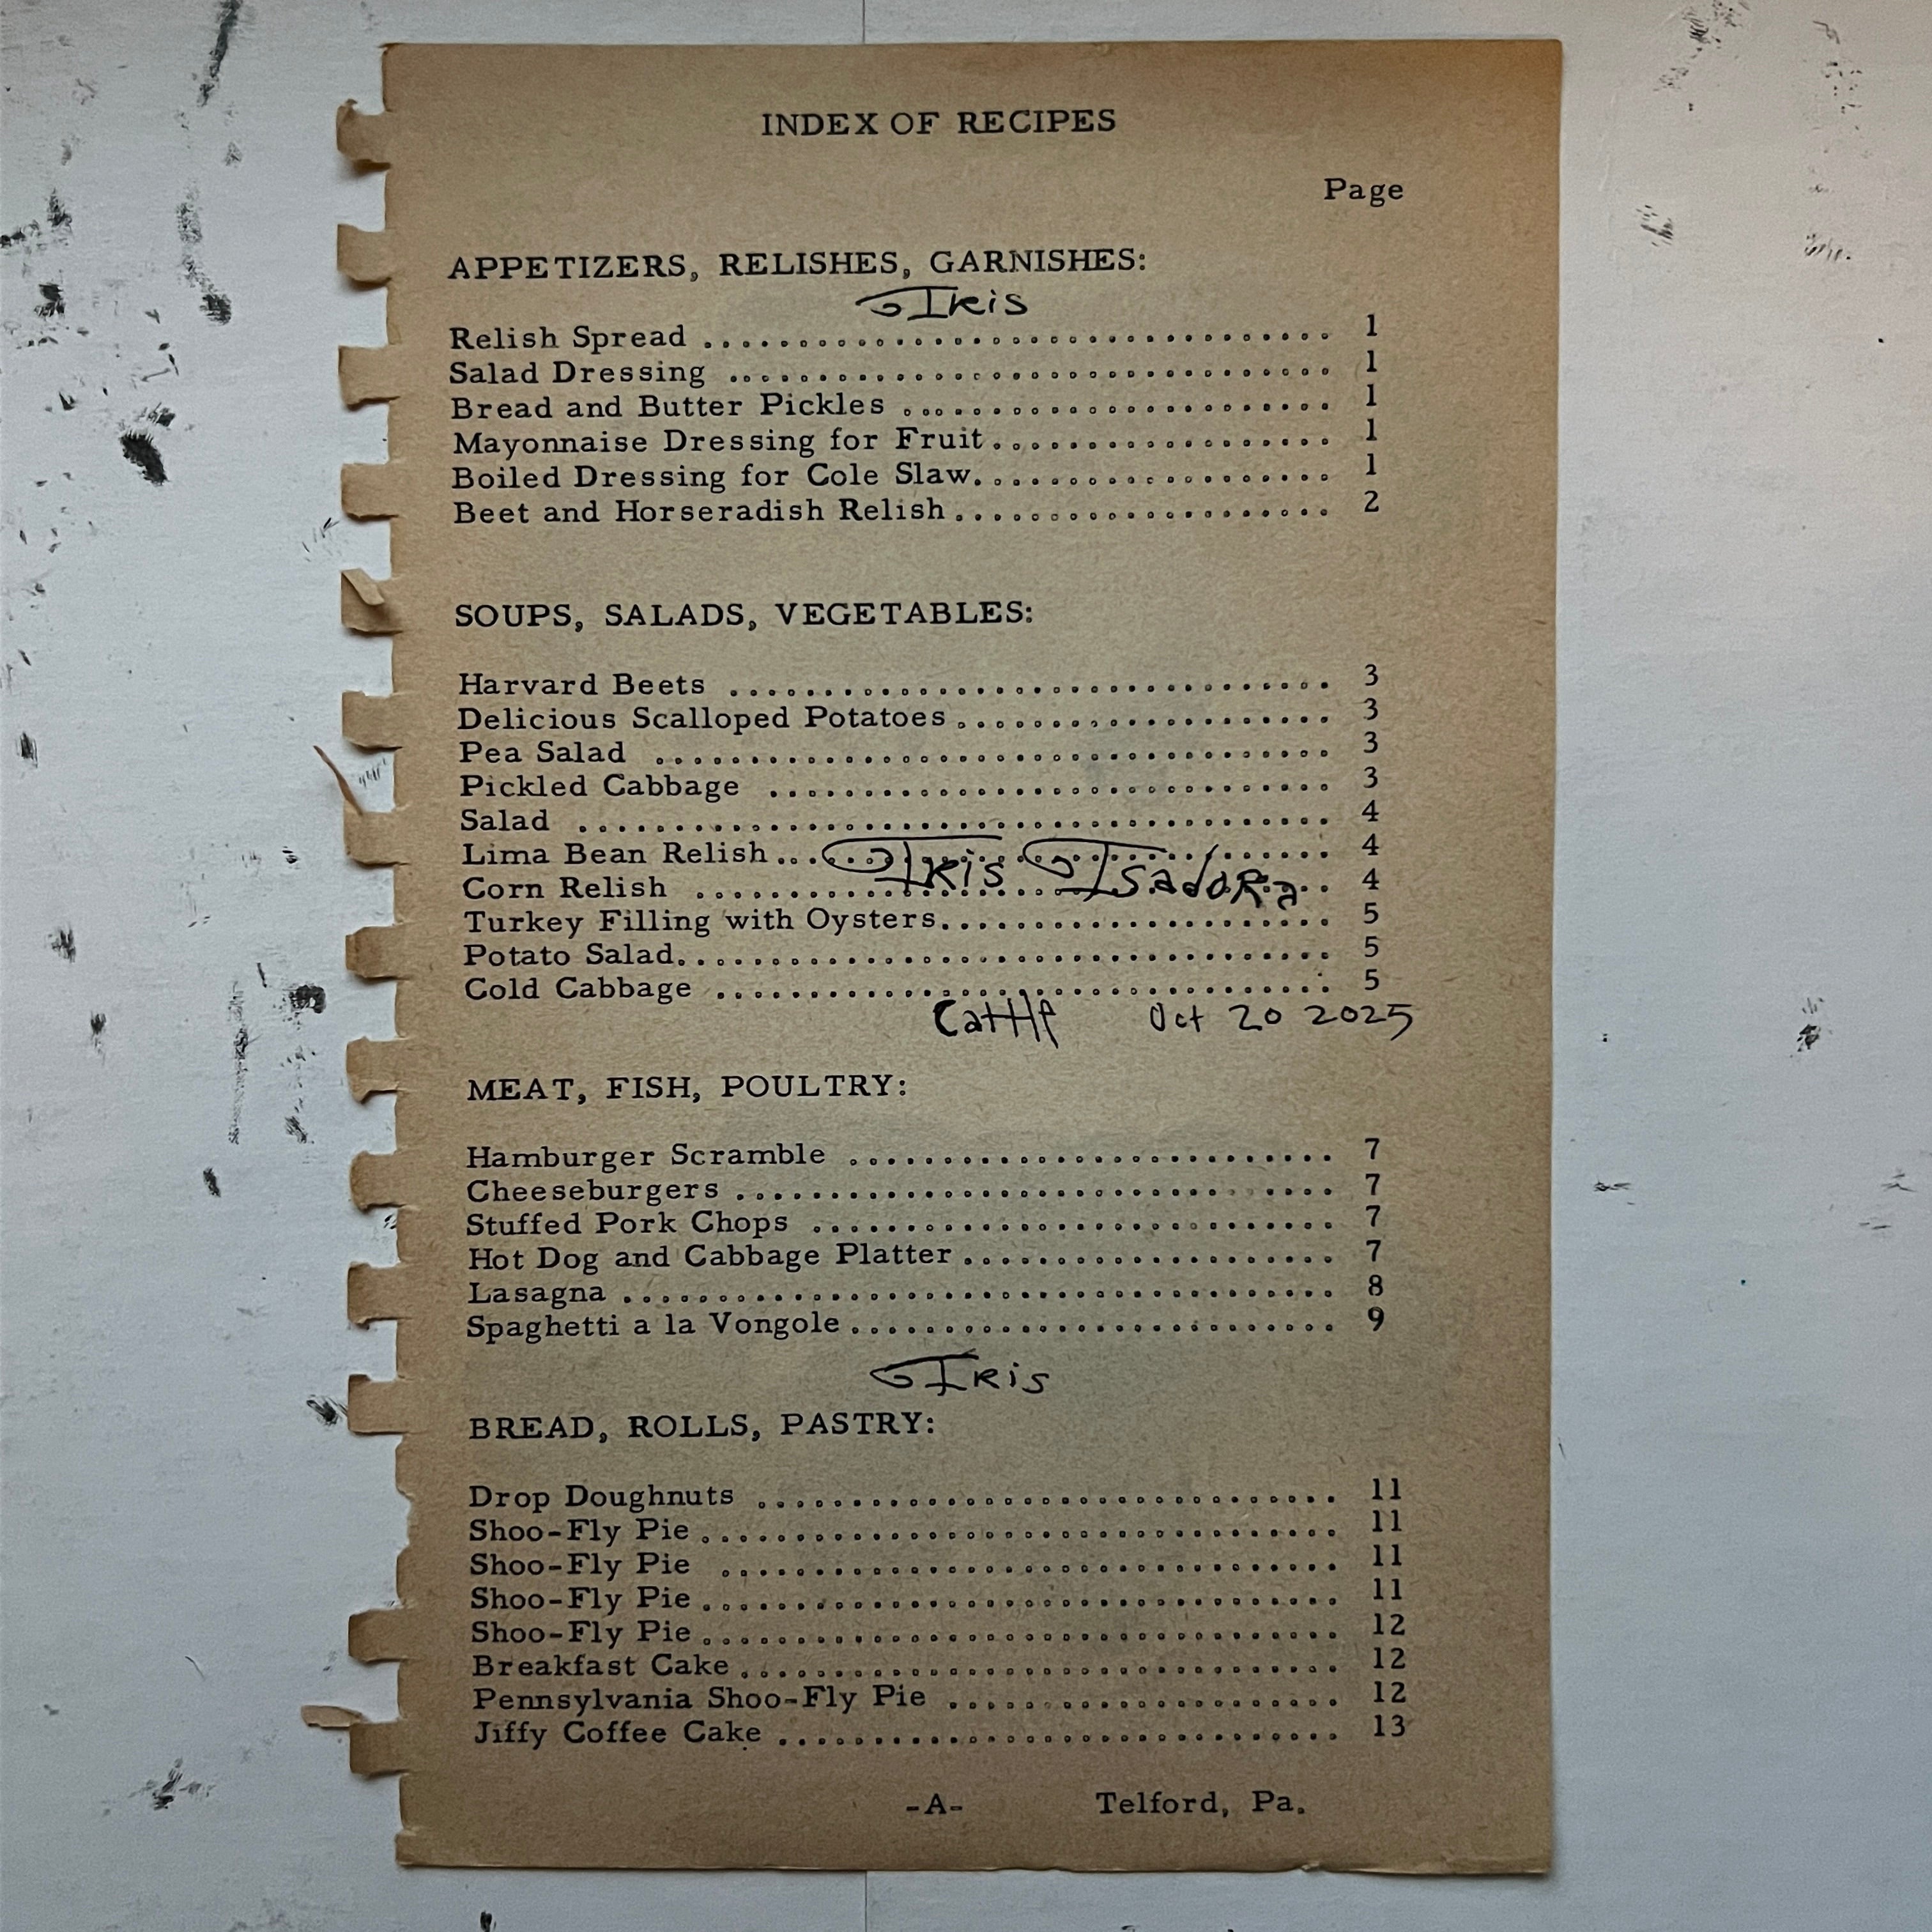 INDEX OF RECIPES
Page
APPETIZERS, RELISHES, GARNISHES:
Iris
Relish Spread ................................. 1
Salad Dressing ................................ 1
Bread and Butter Pickles ....................... 1
Mayonnaise Dressing for Fruit.................. 1
Boiled Dressing for Cole Slaw................... 1
Beet and Horseradish Relish.................... 2
SOUPS, SALADS, VEGETABLES:
Harvard Beets ................................ 3
Delicious Scalloped Potatoes.................... 3
Pea Salad .................................... 3
Pickled Cabbage .............................. 3
Salad ........................................ 4
Lima Bean Relish.............................. 4
Iris Isadora
Corn Relish .................................. 4
Turkey Filling with Oysters..................... 5
Potato Salad................................... 5
Cold Cabbage ................................. 5
Cattle Oct 20 2025
MEAT, FISH, POULTRY:
Hamburger Scramble .......................... 7
Cheeseburgers ................................ 7
Stuffed Pork Chops ............................ 7
Hot Dog and Cabbage Platter.................... 7
Lasagna ...................................... 8
Spaghetti a la Vongole.......................... 9
Iris
BREAD, ROLLS, PASTRY:
Drop Doughnuts ............................... 11
Shoo-Fly Pie.................................. 11
Shoo-Fly Pie ................................. 11
Shoo-Fly Pie.................................. 11
Shoo-Fly Pie.................................. 12
Breakfast Cake................................ 12
Pennsylvania Shoo-Fly Pie ..................... 12
Jiffy Coffee Cake .............................. 13
-A- Telford, Pa.